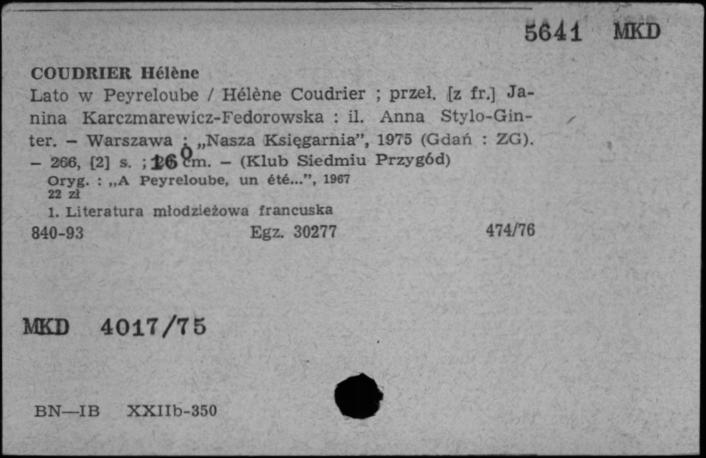 5641 MKD
COUDRIER Hélène
Lato w Peyreloube / Hélène Coudrier ; przeł. [z fr.] Ja-
nina Karczmarewicz-Fedorowska : il. Anna Stylo-Gin-
ter. — Warszawa : „Nasza Księgarnia”, 1975 (Gdań : ZG).
— 266, [2] s. ; 16⁰ cm. — (Klub Siedmiu Przygód)
Oryg. : „A Peyreloube, un été...”, 1967
22 zł
1. Literatura młodzieżowa francuska
840-93 Egz. 30277 474/76
MKD 4017/75
BN—IB XXIIb-350